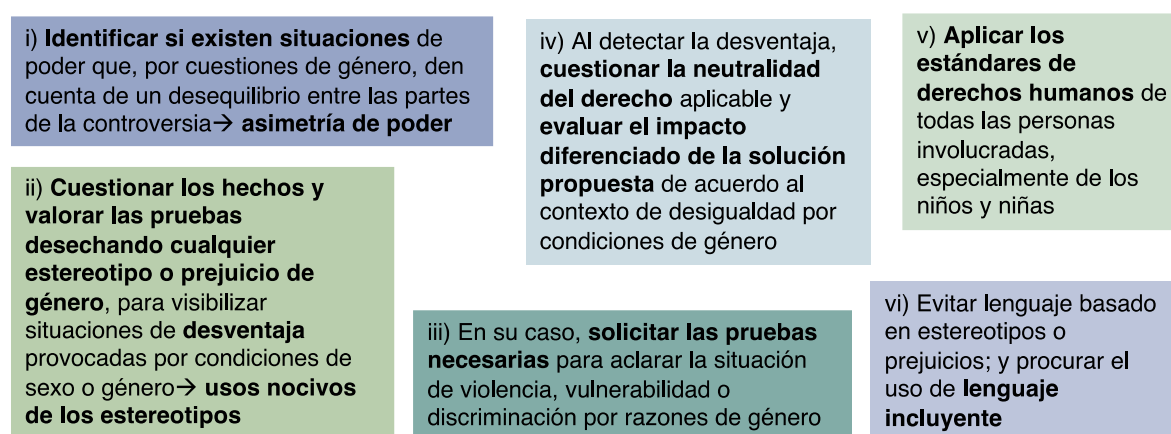 i) Identificar si existen situaciones de
poder que, por cuestiones de género, den
cuenta de un desequilibrio entre las partes
de la controversia→ asimetría de poder
ii) Cuestionar los hechos y
valorar las pruebas
desechando cualquier
estereotipo o prejuicio de
género, para visibilizar
situaciones de desventaja
provocadas por condiciones de
sexo o género→ usos nocivos
de los estereotipos
iii) En su caso, solicitar las pruebas
necesarias para aclarar la situación
de violencia, vulnerabilidad o
discriminación por razones de género
iv) Al detectar la desventaja,
cuestionar la neutralidad
del derecho aplicable y
evaluar el impacto
diferenciado de la solución
propuesta de acuerdo al
contexto de desigualdad por
condiciones de género
v) Aplicar los
estándares de
derechos humanos de
todas las personas
involucradas,
especialmente de los
niños y niñas
vi) Evitar lenguaje basado
en estereotipos o
prejuicios; y procurar el
uso de lenguaje
incluyente